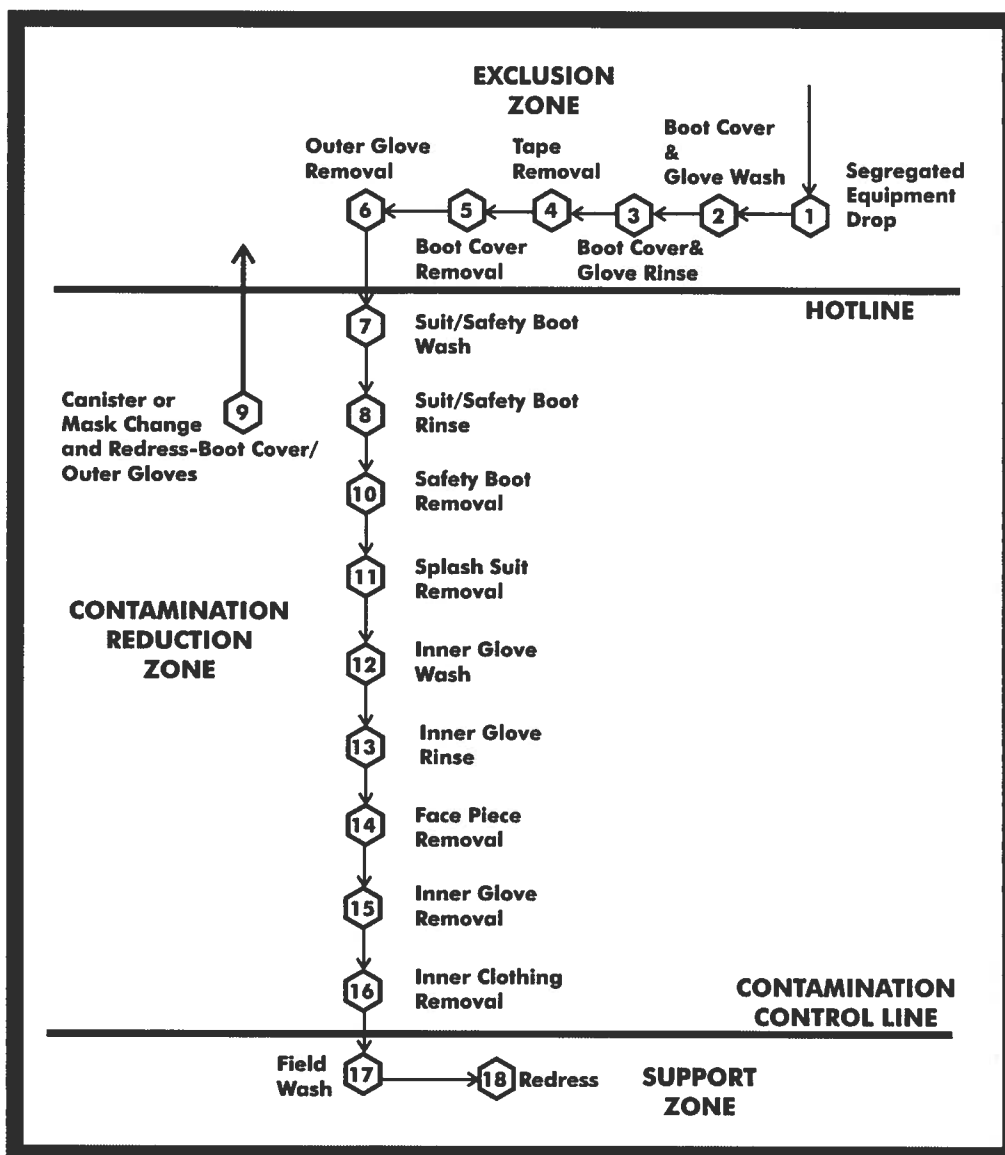 EXCLUSION
ZONE
Segregated
Equipment
Drop
1
Boot Cover
&
Glove Wash
2
3
Boot Cover&
Glove Rinse
Tape
Removal
4
5
Boot Cover
Removal
Outer Glove
Removal
6
HOTLINE
7
Suit/Safety Boot
Wash
8
Suit/Safety Boot
Rinse
Canister or
Mask Change
and Redress-Boot Cover/
Outer Gloves
9
10
Safety Boot
Removal
11
Splash Suit
Removal
CONTAMINATION
REDUCTION
ZONE
12
Inner Glove
Wash
13
Inner Glove
Rinse
14
Face Piece
Removal
15
Inner Glove
Removal
16
Inner Clothing
Removal
CONTAMINATION
CONTROL LINE
Field
Wash
17
18 Redress
SUPPORT
ZONE